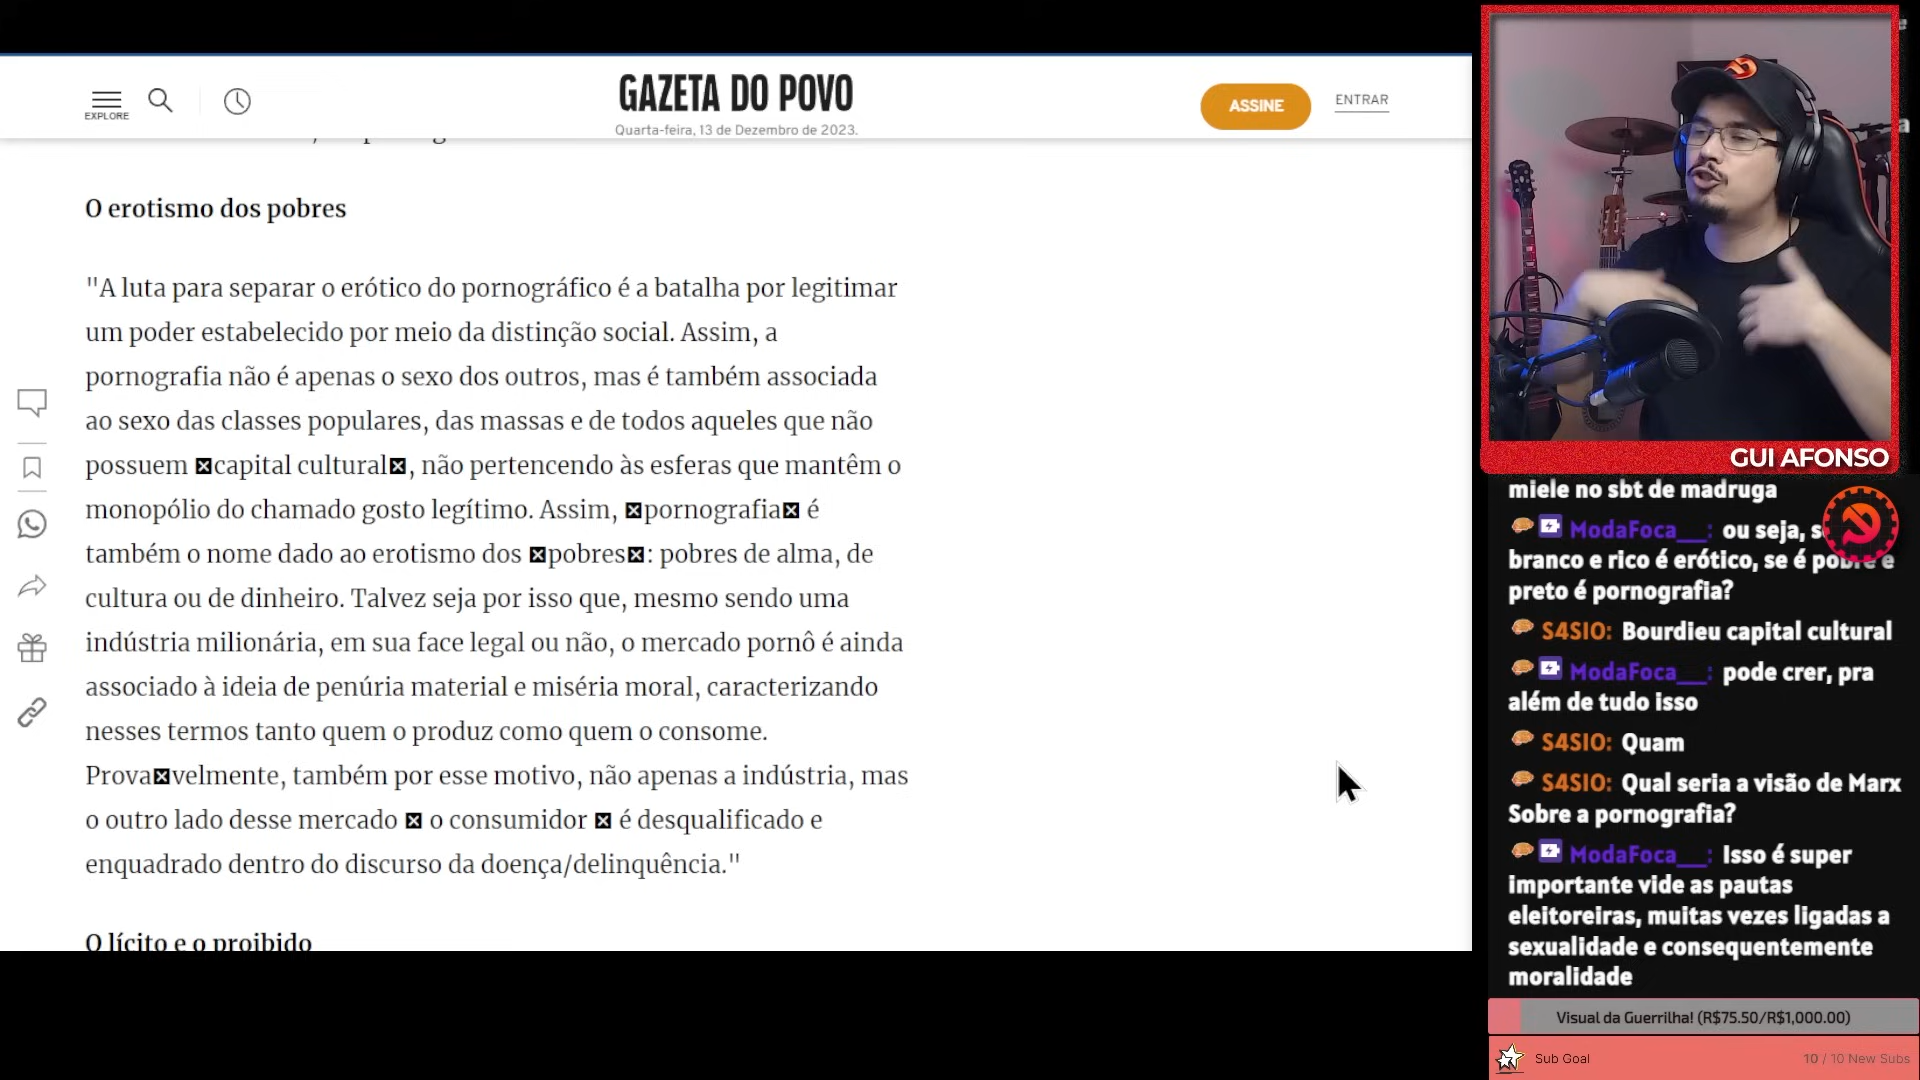 EXPLORE
GAZETA DO POVO
Quarta-feira, 13 de Dezembro de 2023.
ASSINE
ENTRAR
O erotismo dos pobres
"A luta para separar o erótico do pornográfico é a batalha por legitimar
um poder estabelecido por meio da distinção social. Assim, a
pornografia não é apenas o sexo dos outros, mas é também associada
ao sexo das classes populares, das massas e de todos aqueles que não
possuem capital cultural, não pertencendo às esferas que mantêm o
monopólio do chamado gosto legítimo. Assim, pornografia é
também o nome dado ao erotismo dos pobres: pobres de alma, de
cultura ou de dinheiro. Talvez seja por isso que, mesmo sendo uma
indústria milionária, em sua face legal ou não, o mercado pornô é ainda
associado à ideia de penúria material e miséria moral, caracterizando
nesses termos tanto quem o produz como quem o consome.
Provavelmente, também por esse motivo, não apenas a indústria, mas
o outro lado desse mercado o consumidor é desqualificado e
enquadrado dentro do discurso da doença/delinquência."
O lícito e o proibido
GUI AFONSO
miele no sbt de madruga
ModaFoca__: ou seja,
branco e rico é erótico, se é pobre e
preto é pornografia?
S4SIO: Bourdieu capital cultural
ModaFoca__: pode crer, pra
além de tudo isso
S4SIO: Quam
S4SIO: Qual seria a visão de Marx
Sobre a pornografia?
ModaFoca__: Isso é super
importante vide as pautas
eleitoreiras, muitas vezes ligadas a
sexualidade e consequentemente
moralidade
Visual da Guerrilha! (R$75.50/R$1,000.00)
Sub Goal
10 / 10 New Subs